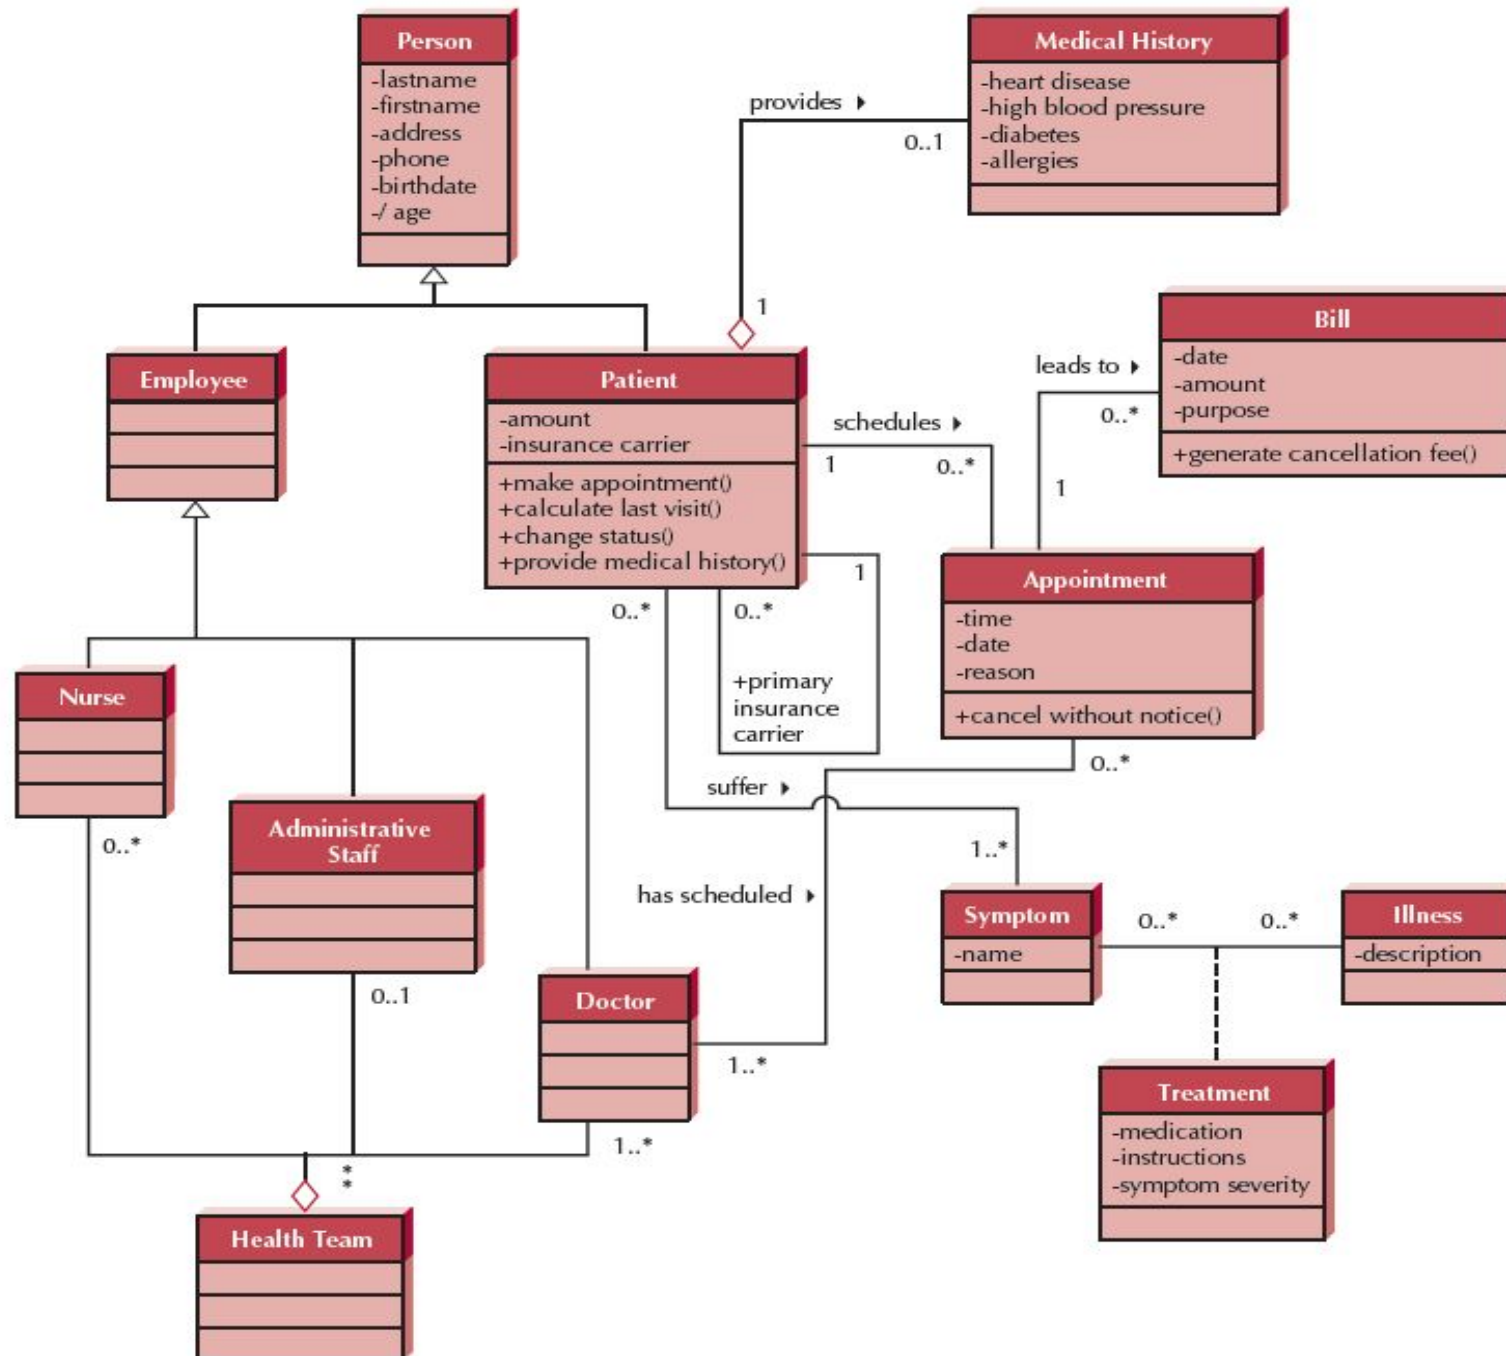 Person
-lastname
-firstname
-address
-phone
-birthdate
-/ age
Medical History
-heart disease
-high blood pressure
-diabetes
-allergies
provides ▸
0..1
1
Employee
Patient
-amount
-insurance carrier
+make appointment()
+calculate last visit()
+change status()
+provide medical history()
schedules ▸
1
0..*
leads to ▸
0..*
1
Bill
-date
-amount
-purpose
+generate cancellation fee()
Appointment
-time
-date
-reason
+cancel without notice()
0..*
0..*
1
+primary
insurance
carrier
suffer ▸
0..*
1..*
Nurse
0..*
Administrative
Staff
0..1
has scheduled ▸
Doctor
1..*
1..*
Symptom
-name
0..*
0..*
Illness
-description
Treatment
-medication
-instructions
-symptom severity
*
*
Health Team